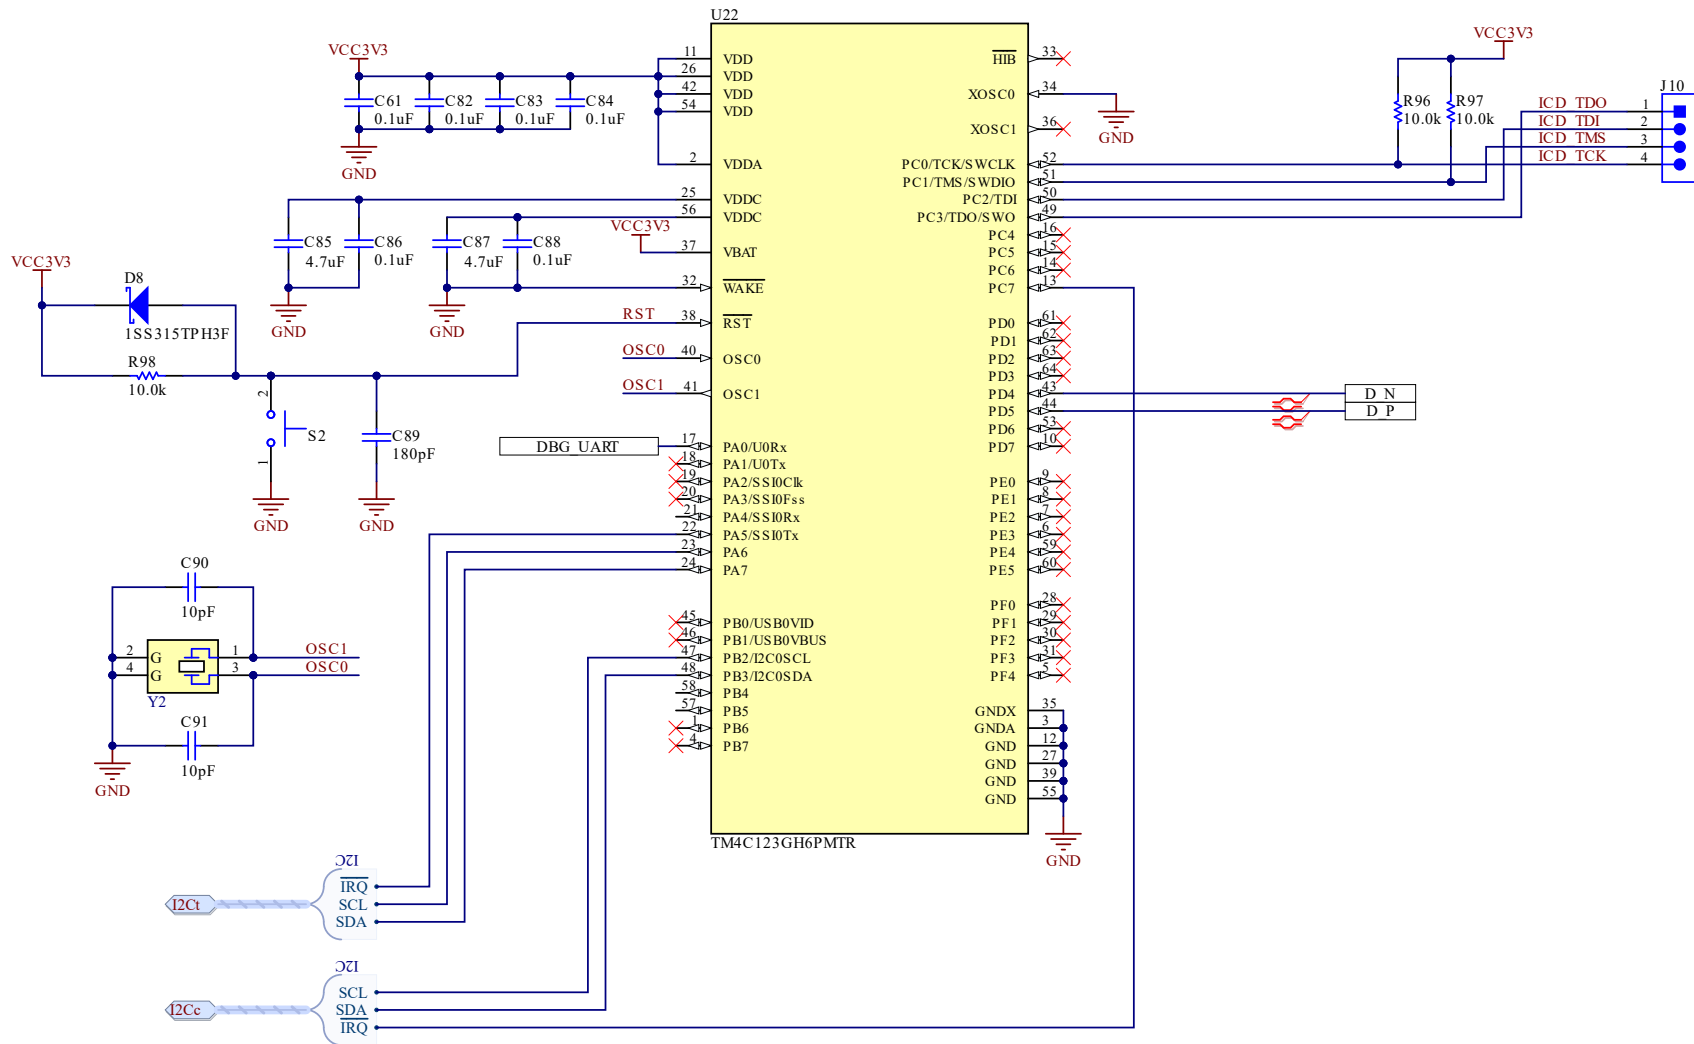 U22
VCC3V3
C61
0.1uF
C82
0.1uF
C83
0.1uF
C84
0.1uF
GND
C85
4.7uF
C86
0.1uF
C87
4.7uF
C88
0.1uF
VCC3V3
GND
GND
VCC3V3
D8
1SS315TPH3F
R98
10.0k
RST
OSC0
OSC1
2
1
S2
C89
180pF
GND
GND
DBG_UART
C90
10pF
2 G
4 G
1 OSC1
3 OSC0
Y2
C91
10pF
GND
11 VDD
26 VDD
42 VDD
54 VDD
2 VDDA
25 VDDC
56 VDDC
37 VBAT
32 WAKE
38 RST
40 OSC0
41 OSC1
17 PA0/U0Rx
18 PA1/U0Tx
19 PA2/SSI0Clk
20 PA3/SSI0Fss
21 PA4/SSI0Rx
22 PA5/SSI0Tx
23 PA6
24 PA7
45 PB0/USB0VID
46 PB1/USB0VBUS
47 PB2/I2C0SCL
48 PB3/I2C0SDA
58 PB4
57 PB5
1 PB6
4 PB7
HIB 33
XOSC0 34
XOSC1 36
PC0/TCK/SWCLK 52
PC1/TMS/SWDIO 51
PC2/TDI 50
PC3/TDO/SWO 49
PC4 16
PC5 15
PC6 14
PC7 13
PD0 61
PD1 62
PD2 63
PD3 64
PD4 43
PD5 44
PD6 53
PD7 10
PE0 9
PE1 8
PE2 7
PE3 6
PE4 59
PE5 60
PF0 28
PF1 29
PF2 30
PF3 31
PF4 5
GNDX 35
GNDA 3
GND 12
GND 27
GND 39
GND 55
TM4C123GH6PMTR
GND
GND
VCC3V3
R96
10.0k
R97
10.0k
J10
ICD_TDO 1
ICD_TDI 2
ICD_TMS 3
ICD_TCK 4
D_N
D_P
I2C
I2Ct
IRQ
SCL
SDA
I2C
I2Cc
SCL
SDA
IRQ